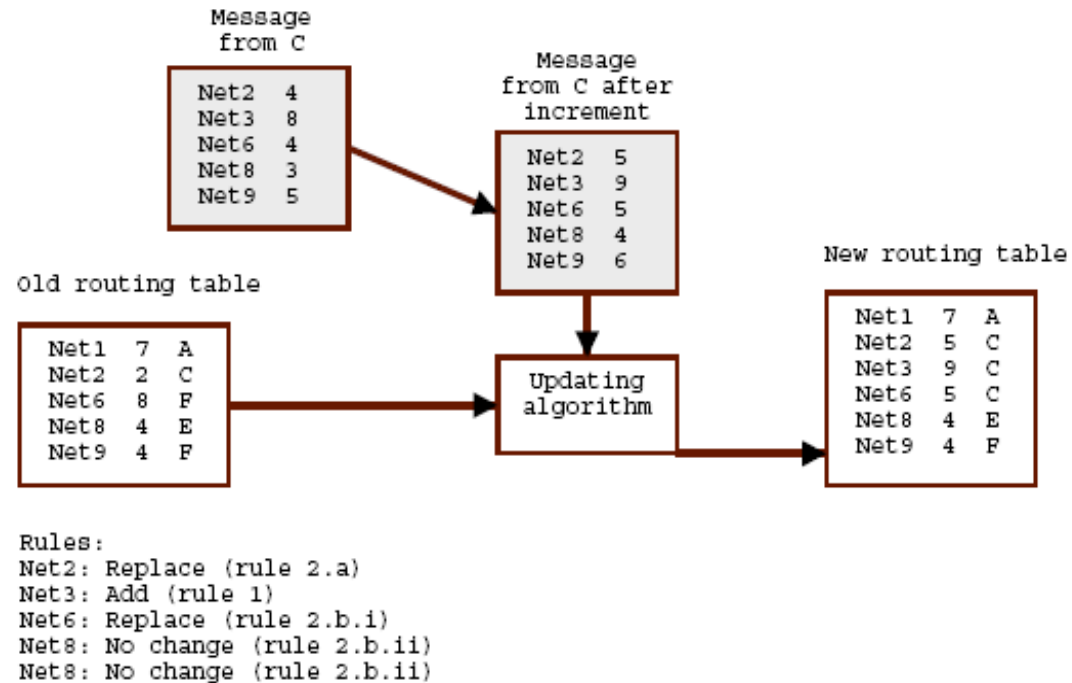 Message
from C
Net2 4
Net3 8
Net6 4
Net8 3
Net9 5
Message
from C after
increment
Net2 5
Net3 9
Net6 5
Net8 4
Net9 6
Old routing table
Net1 7 A
Net2 2 C
Net6 8 F
Net8 4 E
Net9 4 F
Updating
algorithm
New routing table
Net1 7 A
Net2 5 C
Net3 9 C
Net6 5 C
Net8 4 E
Net9 4 F
Rules:
Net2: Replace (rule 2.a)
Net3: Add (rule 1)
Net6: Replace (rule 2.b.i)
Net8: No change (rule 2.b.ii)
Net8: No change (rule 2.b.ii)